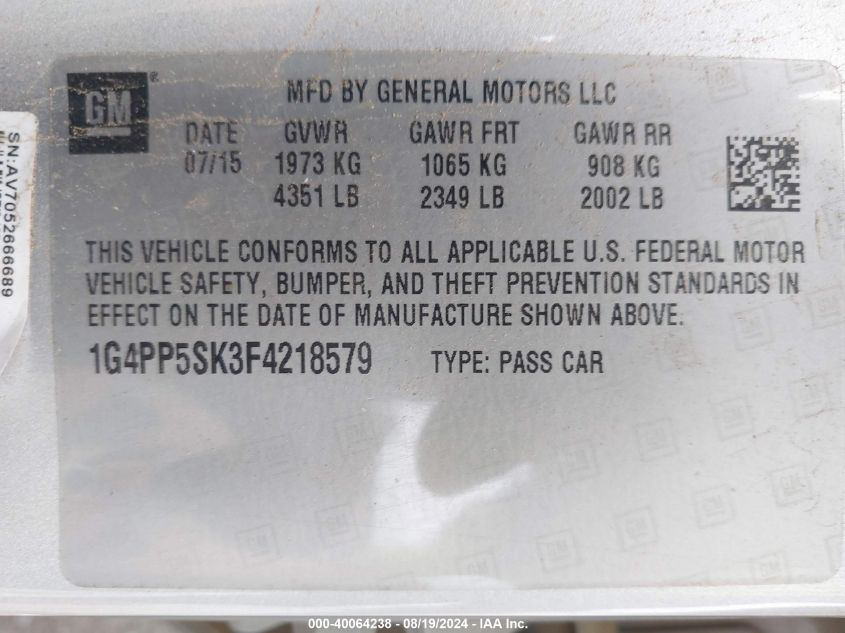 GM®
MFD BY GENERAL MOTORS LLC
DATE GVWR GAWR FRT GAWR RR
07/15 1973 KG 1065 KG 908 KG
4351 LB 2349 LB 2002 LB
THIS VEHICLE CONFORMS TO ALL APPLICABLE U.S. FEDERAL MOTOR
VEHICLE SAFETY, BUMPER, AND THEFT PREVENTION STANDARDS IN
EFFECT ON THE DATE OF MANUFACTURE SHOWN ABOVE.
1G4PP5SK3F4218579 TYPE: PASS CAR
SN:AV7052666689
000-40064238 - 08/19/2024 - IAA Inc.